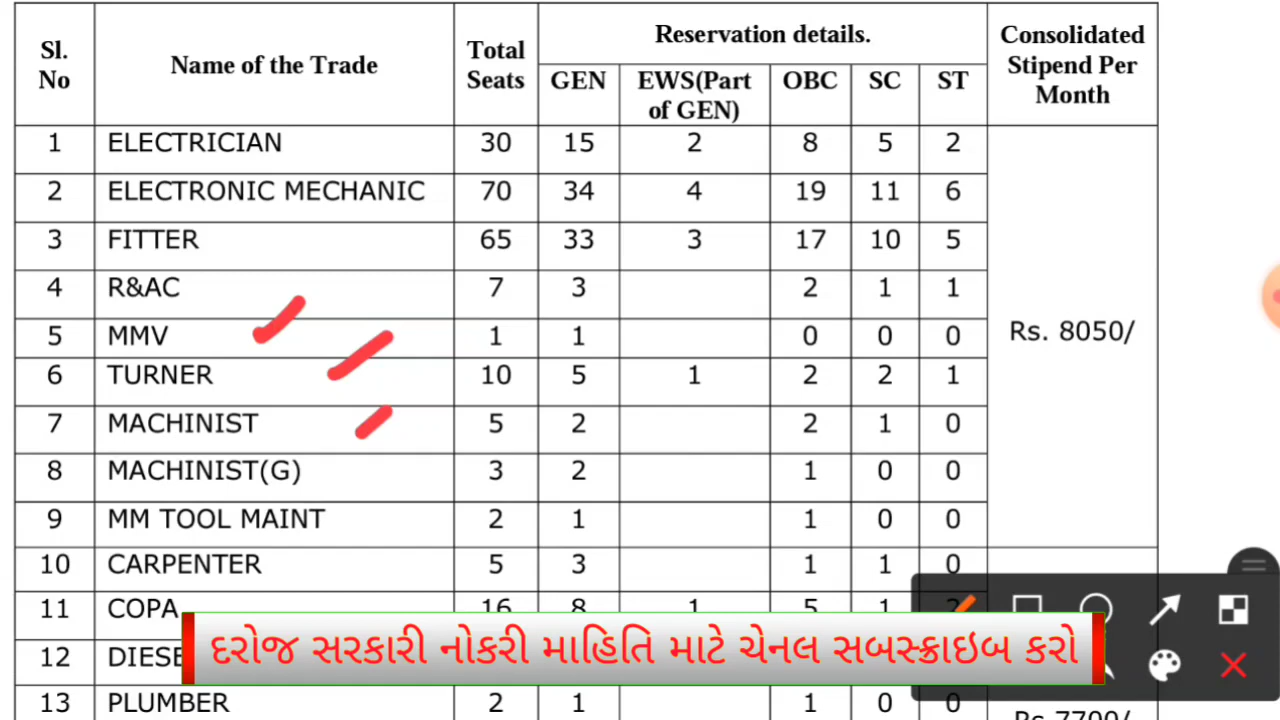 Sl. No Name of the Trade Total Seats Reservation details. Consolidated Stipend Per Month
GEN EWS(Part of GEN) OBC SC ST
1 ELECTRICIAN 30 15 2 8 5 2
2 ELECTRONIC MECHANIC 70 34 4 19 11 6
3 FITTER 65 33 3 17 10 5
4 R&AC 7 3 2 1 1
Rs. 8050/
5 MMV 1 1 0 0 0
6 TURNER 10 5 1 2 2 1
7 MACHINIST 5 2 2 1 0
8 MACHINIST(G) 3 2 1 0 0
9 MM TOOL MAINT 2 1 1 0 0
10 CARPENTER 5 3 1 1 0
11 COPA 16 8 1 5 1
દરોજ સરકારી નોકરી માહિતિ માટે ચેનલ સબસ્ક્રાઇબ કરો
12
13 PLUMBER 2 1 1 0 0